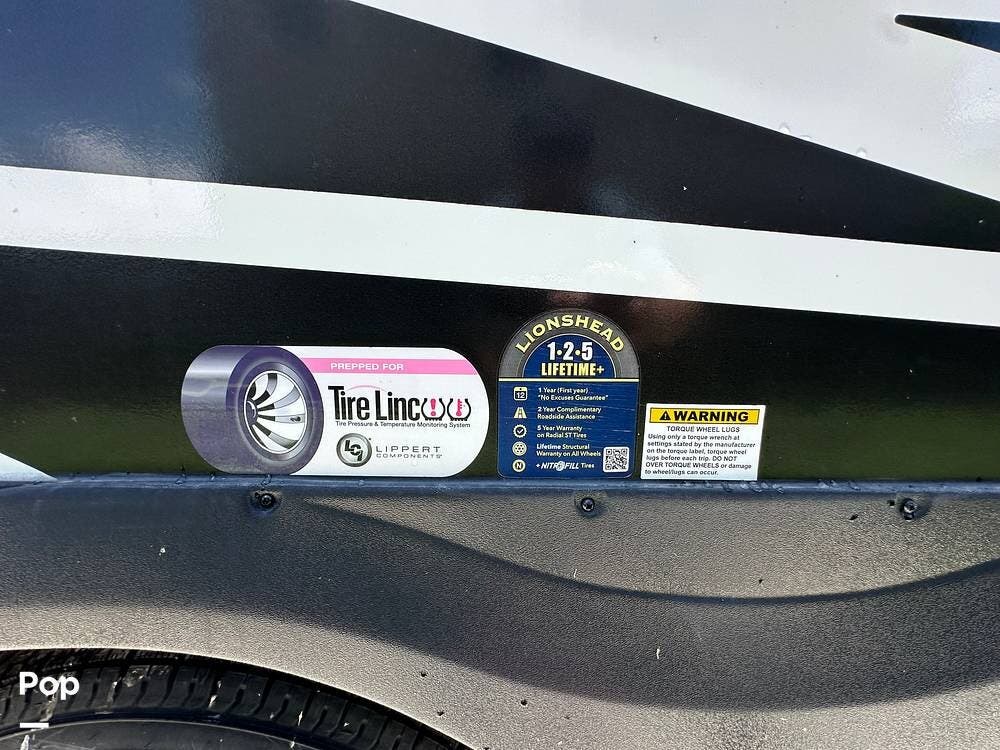 PREPPED FOR
Tire Linc
Tire Pressure & Temperature Monitoring System
LCI LIPPERT COMPONENTS®
LIONSHEAD
1·2·5
LIFETIME+
12
1 Year (First year)
"No Excuses Guarantee"
2 Year Complimentary
Roadside Assistance
5 Year Warranty
on Radial ST Tires
Lifetime Structural
Warranty on All Wheels
N + NITROFILL Tires
WARNING
TORQUE WHEEL LUGS
Using only a torque wrench at
settings stated by the manufacturer
on the torque label, torque wheel
lugs before each trip. DO NOT
OVER TORQUE WHEELS or damage
to wheel/lugs can occur.
Pop